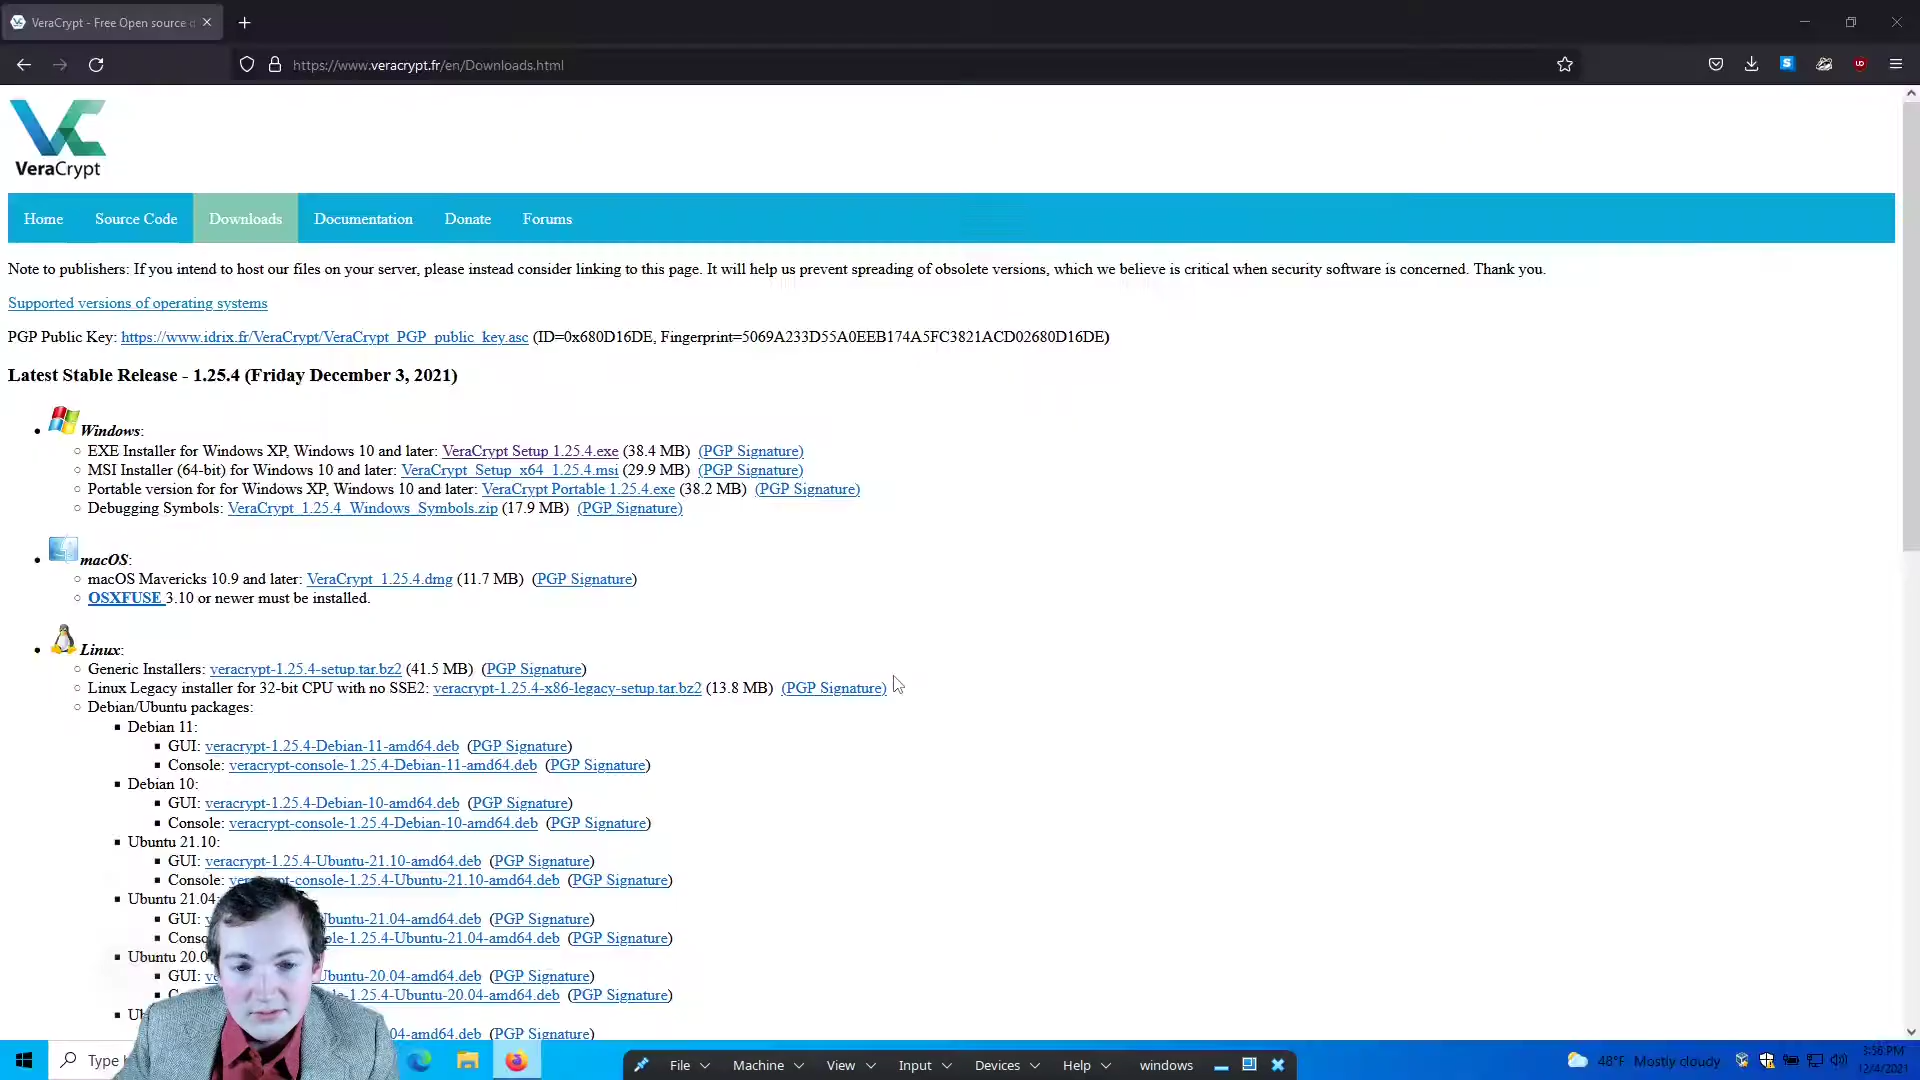 VeraCrypt - Free Open source
https://www.veracrypt.fr/en/Downloads.html
VeraCrypt
Home Source Code Downloads Documentation Donate Forums
Note to publishers: If you intend to host our files on your server, please instead consider linking to this page. It will help us prevent spreading of obsolete versions, which we believe is critical when security software is concerned. Thank you.
Supported versions of operating systems
PGP Public Key: https://www.idrix.fr/VeraCrypt/VeraCrypt_PGP_public_key.asc (ID=0x680D16DE, Fingerprint=5069A233D55A0EEB174A5FC3821ACD02680D16DE)
Latest Stable Release - 1.25.4 (Friday December 3, 2021)
Windows:
EXE Installer for Windows XP, Windows 10 and later: VeraCrypt Setup 1.25.4.exe (38.4 MB) (PGP Signature)
MSI Installer (64-bit) for Windows 10 and later: VeraCrypt_Setup_x64_1.25.4.msi (29.9 MB) (PGP Signature)
Portable version for for Windows XP, Windows 10 and later: VeraCrypt Portable 1.25.4.exe (38.2 MB) (PGP Signature)
Debugging Symbols: VeraCrypt_1.25.4_Windows_Symbols.zip (17.9 MB) (PGP Signature)
macOS:
macOS Mavericks 10.9 and later: VeraCrypt_1.25.4.dmg (11.7 MB) (PGP Signature)
OSXFUSE 3.10 or newer must be installed.
Linux:
Generic Installers: veracrypt-1.25.4-setup.tar.bz2 (41.5 MB) (PGP Signature)
Linux Legacy installer for 32-bit CPU with no SSE2: veracrypt-1.25.4-x86-legacy-setup.tar.bz2 (13.8 MB) (PGP Signature)
Debian/Ubuntu packages:
Debian 11:
GUI: veracrypt-1.25.4-Debian-11-amd64.deb (PGP Signature)
Console: veracrypt-console-1.25.4-Debian-11-amd64.deb (PGP Signature)
Debian 10:
GUI: veracrypt-1.25.4-Debian-10-amd64.deb (PGP Signature)
Console: veracrypt-console-1.25.4-Debian-10-amd64.deb (PGP Signature)
Ubuntu 21.10:
GUI: veracrypt-1.25.4-Ubuntu-21.10-amd64.deb (PGP Signature)
Console: ve pt-console-1.25.4-Ubuntu-21.10-amd64.deb (PGP Signature)
Ubuntu 21.04:
GUI: Ubuntu-21.04-amd64.deb (PGP Signature)
Conso ole-1.25.4-Ubuntu-21.04-amd64.deb (PGP Signature)
Ubuntu 20.0
GUI: Ubuntu-20.04-amd64.deb (PGP Signature)
le-1.25.4-Ubuntu-20.04-amd64.deb (PGP Signature)
04-amd64.deb (PGP Signature)
Type File Machine View Input Devices Help windows 48°F Mostly cloudy 3:56 PM
12/4/2021